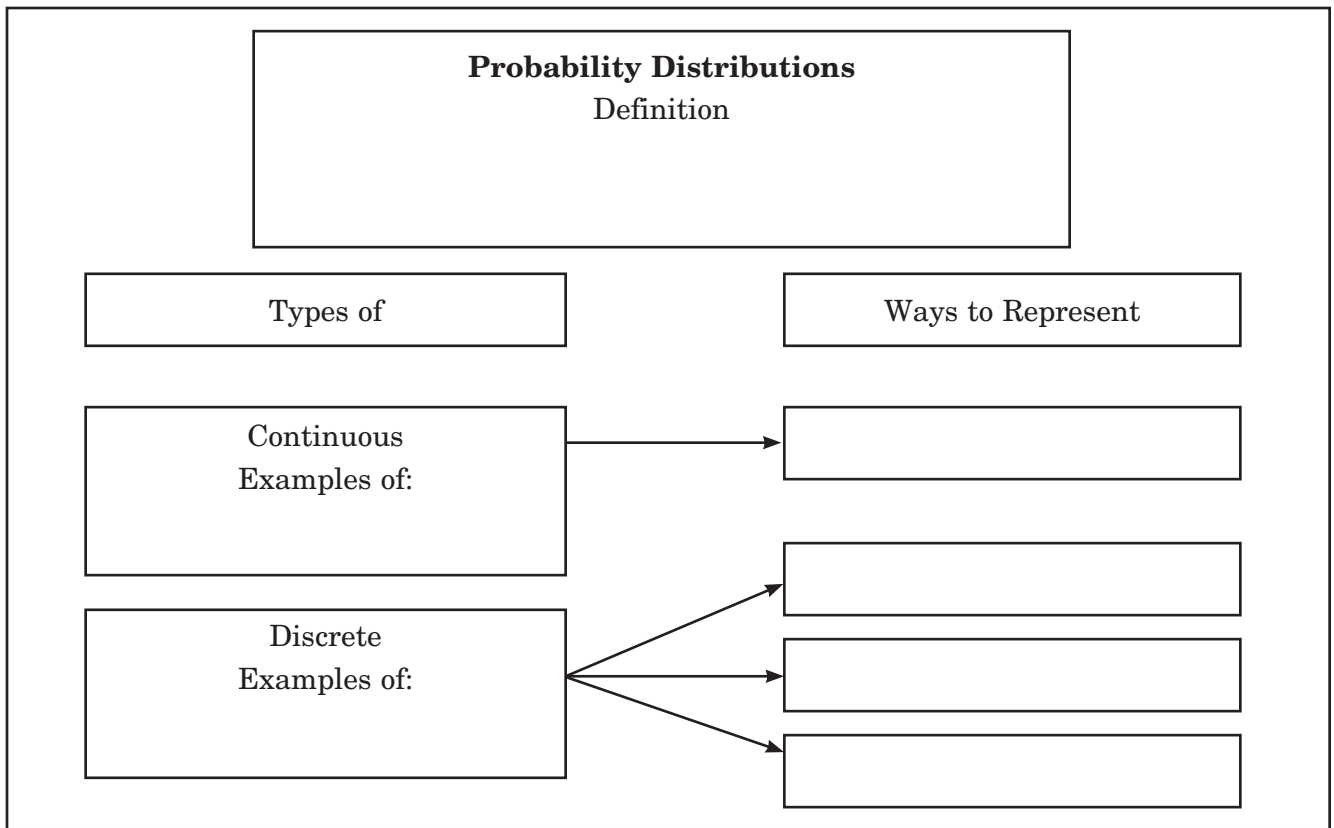 Probability Distributions
Definition
Types of
Ways to Represent
Continuous
Examples of:
Discrete
Examples of: